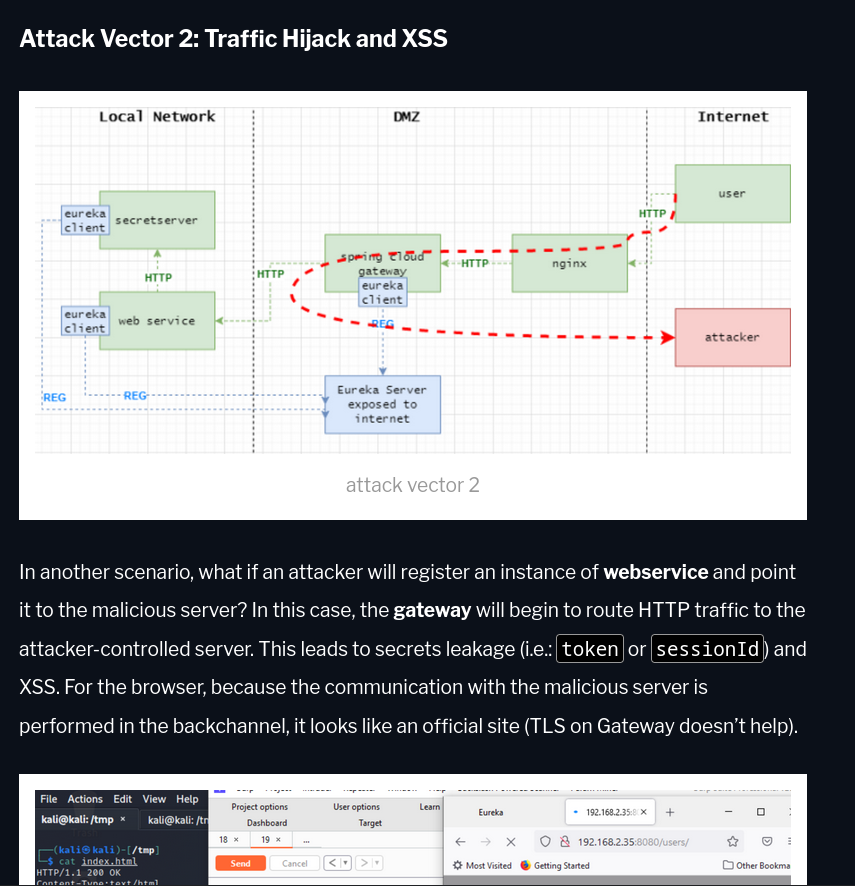 Attack Vector 2: Traffic Hijack and XSS
Local Network
DMZ
Internet
user
HTTP
eureka
client
secretserver
spring cloud
gateway
HTTP
nginx
HTTP
HTTP
eureka
client
eureka
client
web service
REG
attacker
Eureka Server
exposed to
internet
REG
REG
attack vector 2
In another scenario, what if an attacker will register an instance of webservice and point
it to the malicious server? In this case, the gateway will begin to route HTTP traffic to the
attacker-controlled server. This leads to secrets leakage (i.e.: token or sessionId) and
XSS. For the browser, because the communication with the malicious server is
performed in the backchannel, it looks like an official site (TLS on Gateway doesn’t help).
File Actions Edit View Help
kali@kali: /tmp × kali@kali: /tm
(kali㉿kali)-[/tmp]
$ cat index.html
HTTP/1.1 200 OK
Content-Type:text/html
Project options User options Learn
Dashboard Target
18 × 19 × ...
Send Cancel < >
Eureka 192.168.2.35:8 × +
192.168.2.35:8080/users/
Most Visited Getting Started Other Bookma